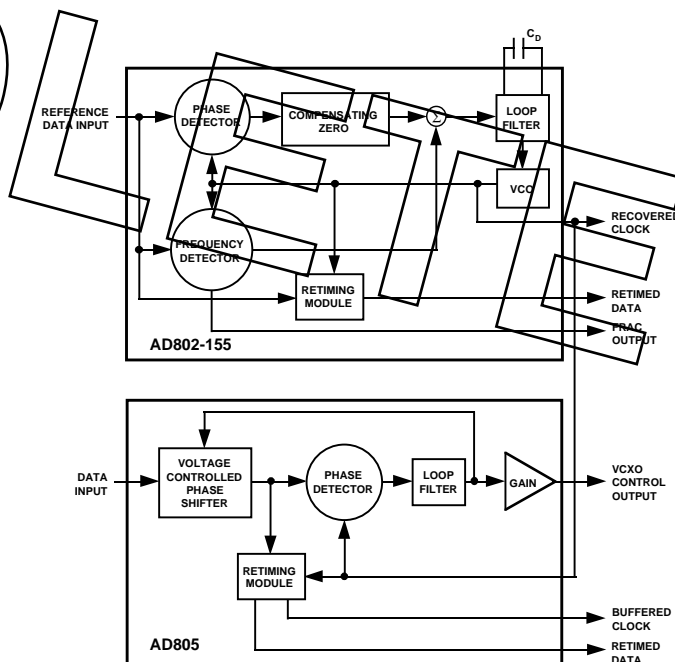 C_D
REFERENCE
DATA INPUT
PHASE
DETECTOR
COMPENSATING
ZERO
Σ
LOOP
FILTER
VCO
RECOVERED
CLOCK
FREQUENCY
DETECTOR
RETIMING
MODULE
RETIMED
DATA
FRAC
OUTPUT
AD802-155
DATA
INPUT
VOLTAGE
CONTROLLED
PHASE
SHIFTER
PHASE
DETECTOR
LOOP
FILTER
GAIN
VCXO
CONTROL
OUTPUT
RETIMING
MODULE
BUFFERED
CLOCK
AD805
RETIMED
DATA